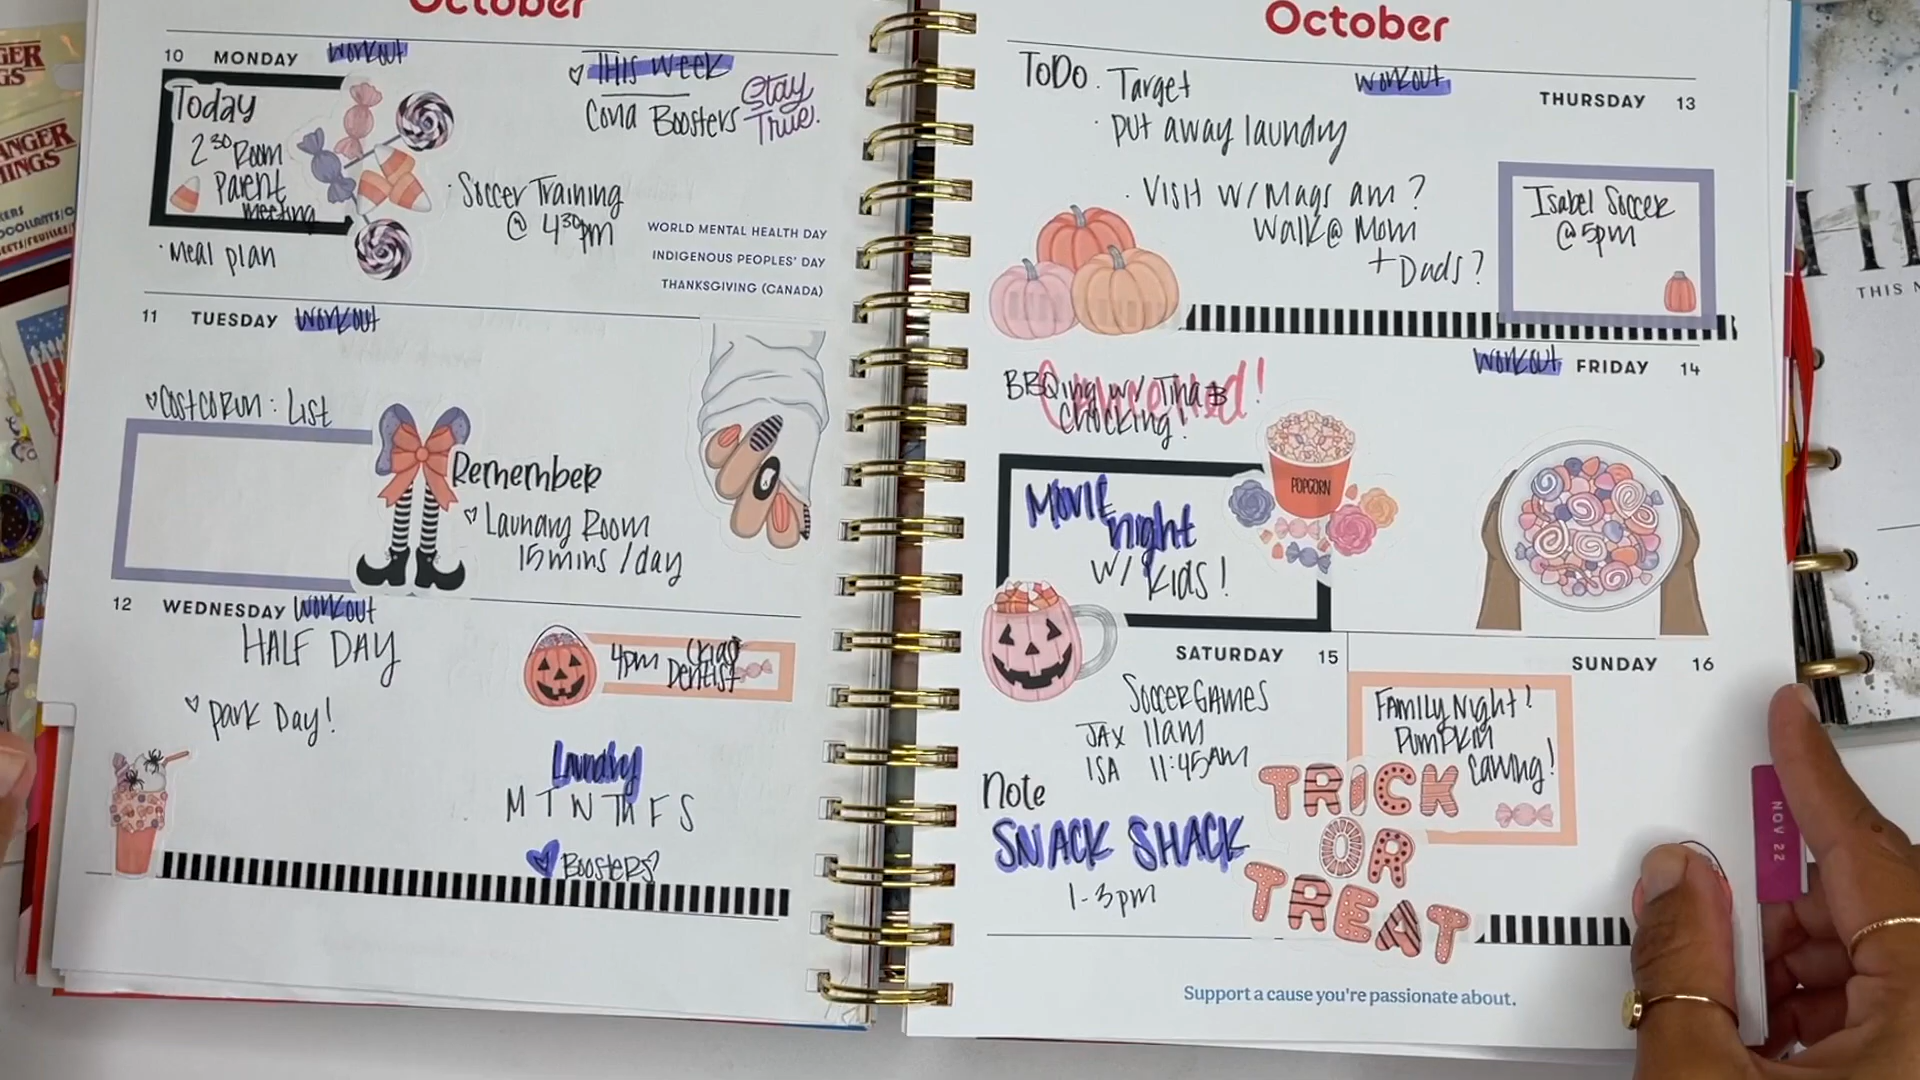 October
10 MONDAY workout
Today
2:30 Room
Parent
Meeting
· Meal plan
♡ THIS WEEK
Boosters
Stay
True.
· Soccer Training
@ 4:30pm
WORLD MENTAL HEALTH DAY
INDIGENOUS PEOPLES' DAY
THANKSGIVING (CANADA)
11 TUESDAY workout
♡ Costco Run: List
Remember
♡ Laundry Room
15 mins / day
12 WEDNESDAY workout
HALF DAY
♡ park Day!
4pm
Dentist
Laundry
M T W Th F S
♡ Boosters ♡
October
ToDo · Target
· put away laundry
· Visit w/ Mags am?
Walk @ Mom
+ Dads?
workout
THURSDAY 13
Isabel Soccer
@ 5pm
workout FRIDAY 14
BBQing w/ Tina B
Chicking!
Cancelled!
Movie
night
w/ Kids!
POPCORN
SATURDAY 15
Soccer GAMES
JAX 11am
ISA 11:45AM
Note
SNACK SHACK
1-3pm
SUNDAY 16
FAMILY Night!
PUMPKIN
carving!
TRICK
OR
TREAT
Support a cause you're passionate about.
NOV 22